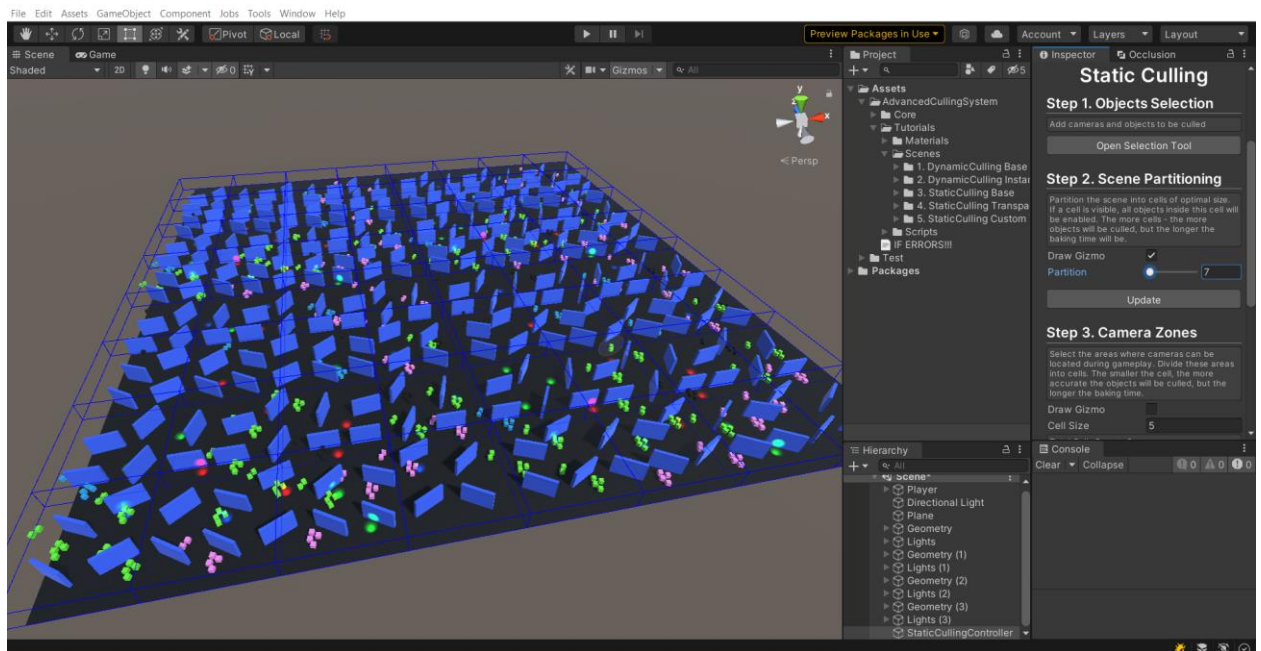 File Edit Assets GameObject Component Jobs Tools Window Help
Pivot Local
Preview Packages in Use
Account Layers Layout
Scene Game
Shaded 2D 0 Gizmos All
y
z
x
Persp
Project
5
Assets
AdvancedCullingSystem
Core
Tutorials
Materials
Scenes
1. DynamicCulling Base
2. DynamicCulling Instai
3. StaticCulling Base
4. StaticCulling Transpa
5. StaticCulling Custom
Scripts
IF ERRORS!!!
Test
Packages
Hierarchy
All
Scene*
Player
Directional Light
Plane
Geometry
Lights
Geometry (1)
Lights (1)
Geometry (2)
Lights (2)
Geometry (3)
Lights (3)
StaticCullingController
Inspector Occlusion
Static Culling
Step 1. Objects Selection
Add cameras and objects to be culled
Open Selection Tool
Step 2. Scene Partitioning
Partition the scene into cells of optimal size.
If a cell is visible, all objects inside this cell will
be enabled. The more cells - the more
objects will be culled, but the longer the
baking time will be.
Draw Gizmo
Partition 7
Update
Step 3. Camera Zones
Select the areas where cameras can be
located during gameplay. Divide these areas
into cells. The smaller the cell, the more
accurate the objects will be culled, but the
longer the baking time.
Draw Gizmo
Cell Size 5
Console
Clear Collapse 0 0 0